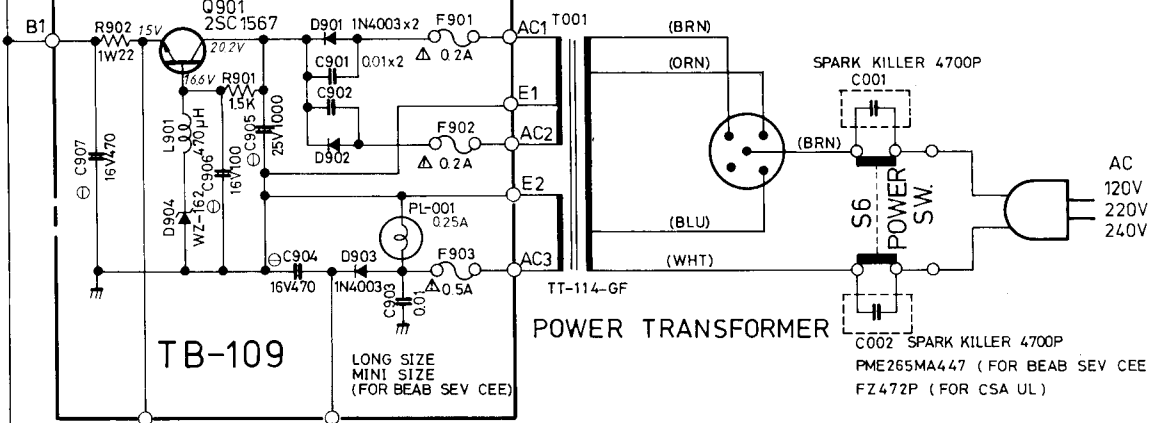 B1
R902
1W22
15V
Q901
2SC1567
20.2V
16.6V
R901
1.5K
D901 1N4003x2
C901
0.01x2
C902
D902
F901
⚠ 0.2A
F902
⚠ 0.2A
AC1
E1
AC2
E2
AC3
T001
(BRN)
(ORN)
(BRN)
(BLU)
(WHT)
TT-114-GF
SPARK KILLER 4700P
C001
S6
POWER
SW.
AC
120V
220V
240V
⊖ C907
16V470
L901
470μH
⊖ C906
16V100
⊖ C905
25V1000
D904
WZ-162
⊖ C904
16V470
D903
1N4003
PL-001
0.25A
F903
⚠ 0.5A
C903
0.01
TB-109
LONG SIZE
MINI SIZE
(FOR BEAB SEV CEE)
POWER TRANSFORMER
C002 SPARK KILLER 4700P
PME265MA447 (FOR BEAB SEV CEE
FZ472P (FOR CSA UL)